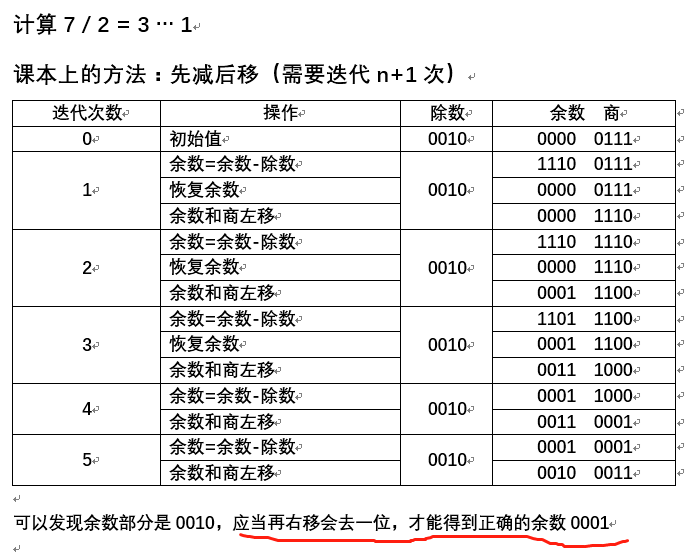 计算 7 / 2 = 3 … 1
课本上的方法：先减后移（需要迭代 n+1 次）
迭代次数 操作 除数 余数 商
0 初始值 0010 0000 0111
1 余数=余数-除数 0010 1110 0111
恢复余数 0000 0111
余数和商左移 0000 1110
2 余数=余数-除数 0010 1110 1110
恢复余数 0000 1110
余数和商左移 0001 1100
3 余数=余数-除数 0010 1101 1100
恢复余数 0001 1100
余数和商左移 0011 1000
4 余数=余数-除数 0010 0001 1000
余数和商左移 0011 0001
5 余数=余数-除数 0010 0001 0001
余数和商左移 0010 0011
可以发现余数部分是 0010，应当再右移会去一位，才能得到正确的余数 0001